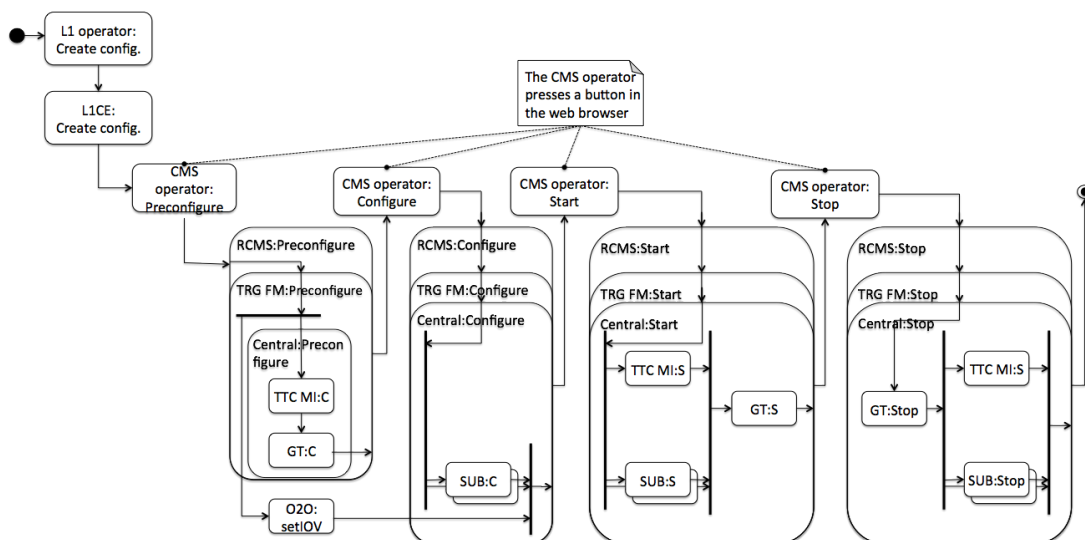 L1 operator:
Create config.
The CMS operator
presses a button in
the web browser
L1CE:
Create config.
CMS
operator:
Preconfigure
CMS operator:
Configure
CMS operator:
Start
CMS operator:
Stop
RCMS:Preconfigure
RCMS:Configure
RCMS:Start
RCMS:Stop
TRG FM:Preconfigure
TRG FM:Configure
TRG FM:Start
TRG FM:Stop
Central:Precon
figure
Central:Configure
Central:Start
Central:Stop
TTC MI:C
TTC MI:S
TTC MI:S
GT:S
GT:Stop
GT:C
SUB:C
SUB:S
SUB:Stop
O2O:
setIOV